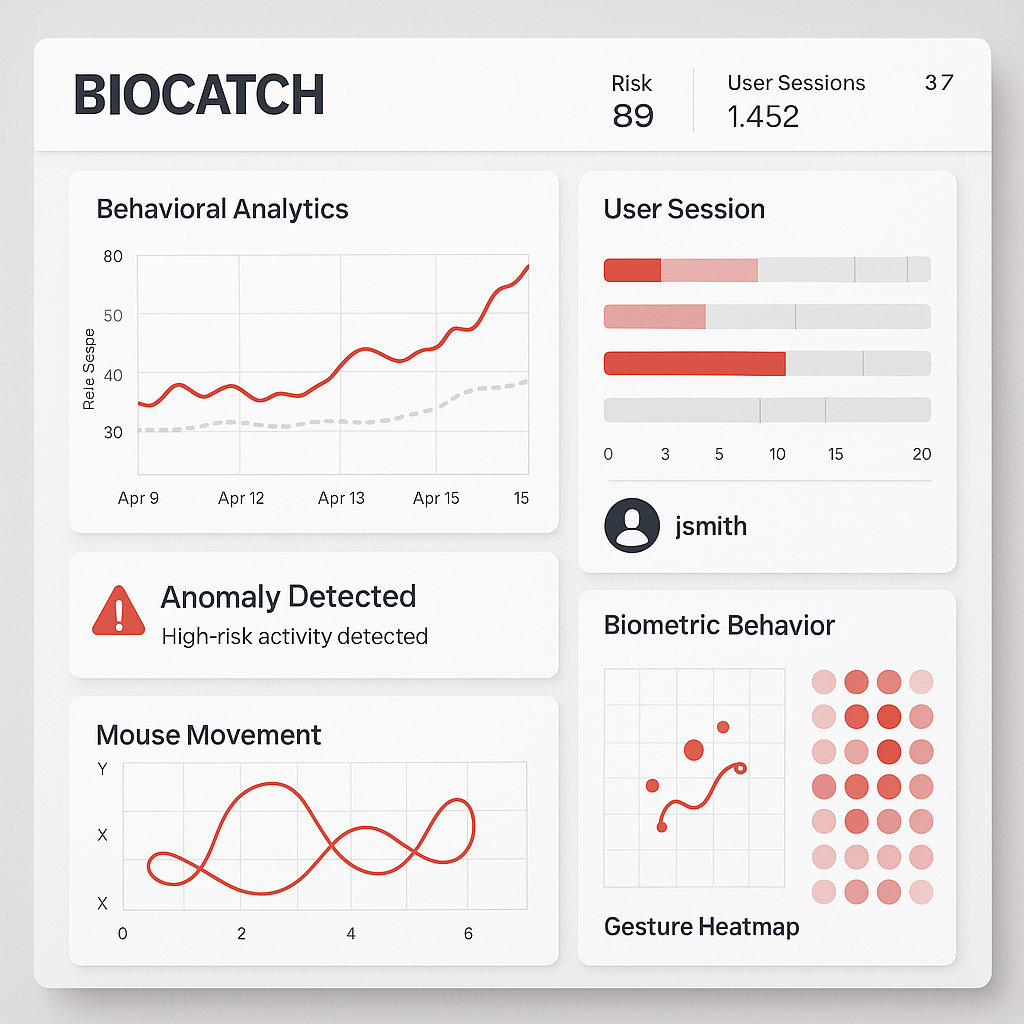 BIOCATCH
Risk
89
User Sessions
1.452
37
Behavioral Analytics
80
50
40
30
Rele Sespe
Apr 9 Apr 12 Apr 13 Apr 15 15
User Session
0 3 5 10 15 20
jsmith
Anomaly Detected
High-risk activity detected
Mouse Movement
Y
X
X
0 2 4 6
Biometric Behavior
Gesture Heatmap